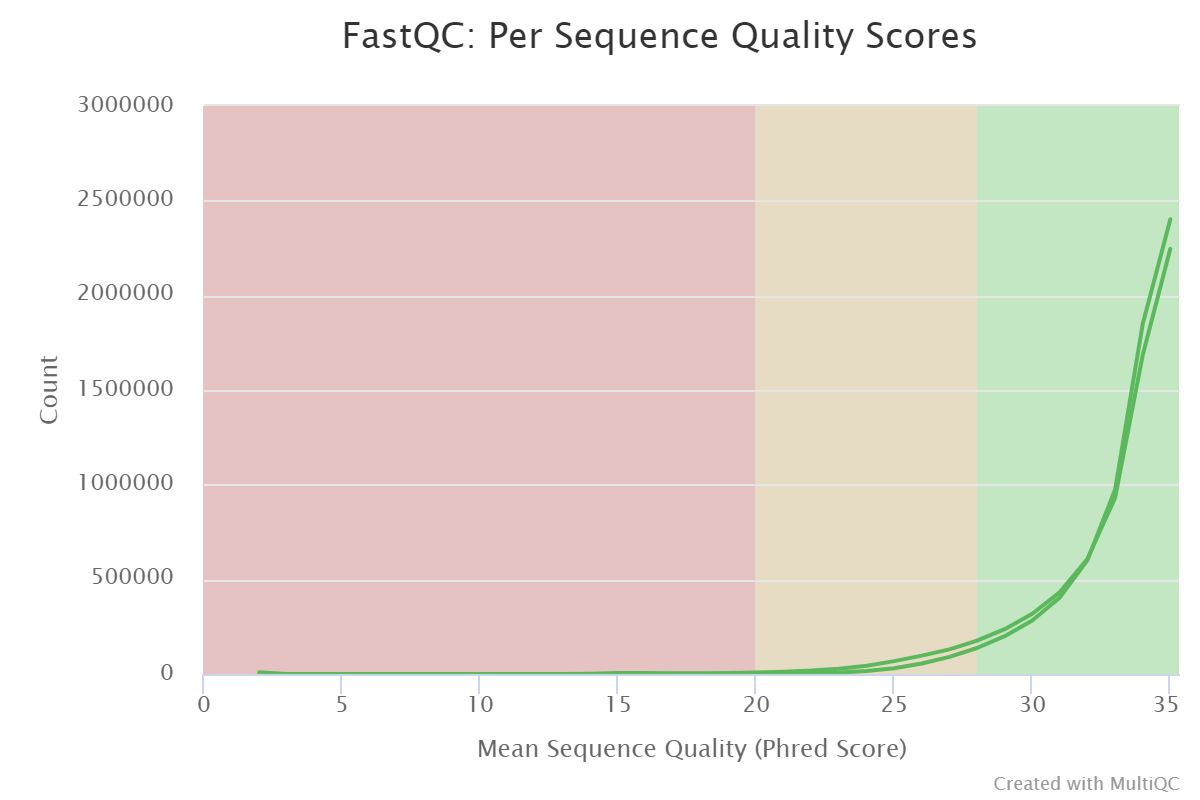 FastQC: Per Sequence Quality Scores
3000000
2500000
2000000
1500000
1000000
500000
0
Count
0 5 10 15 20 25 30 35
Mean Sequence Quality (Phred Score)
Created with MultiQC